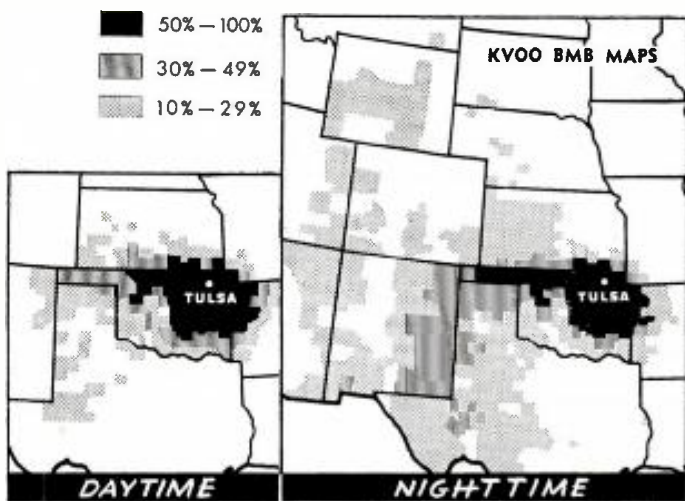 50%—100%
30%—49%
10%—29%
KVOO BMB MAPS
TULSA
TULSA
DAYTIME
NIGHTTIME